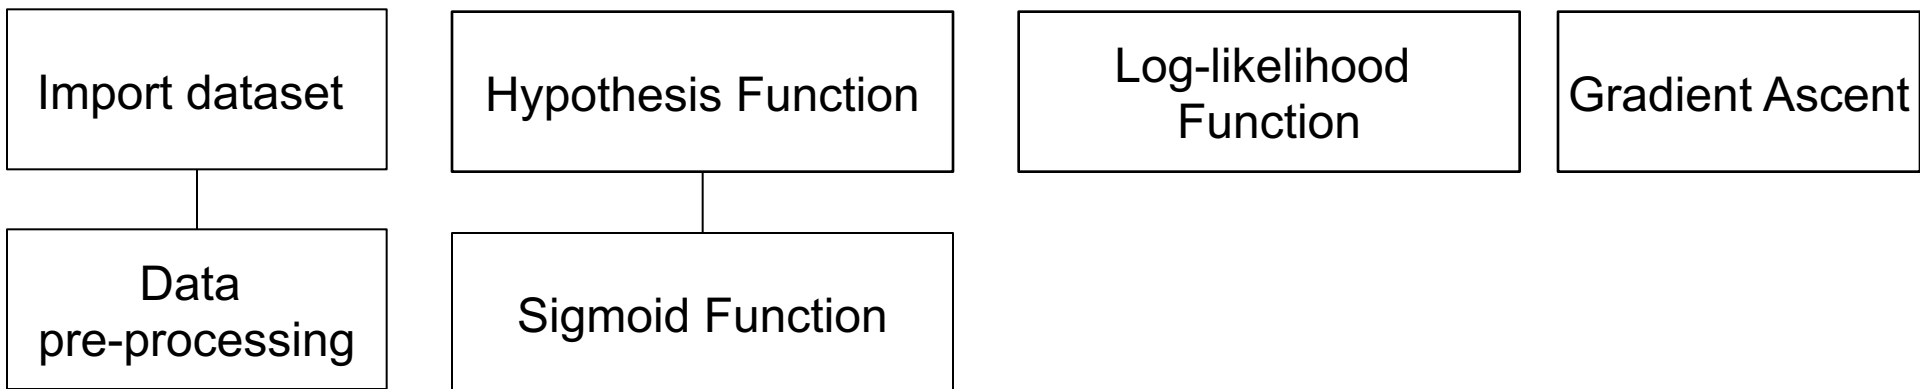 Import dataset
Hypothesis Function
Log-likelihood
Function
Gradient Ascent
Data
pre-processing
Sigmoid Function